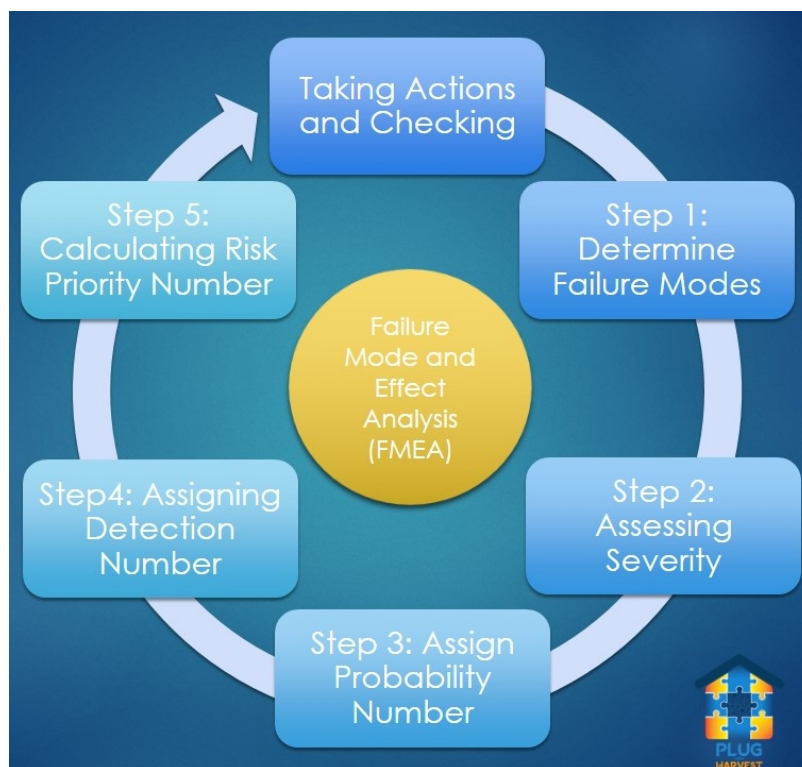 Taking Actions
and Checking
Step 1:
Determine
Failure Modes
Step 2:
Assessing
Severity
Step 3: Assign
Probability
Number
Step4: Assigning
Detection
Number
Step 5:
Calculating Risk
Priority Number
Failure
Mode and
Effect
Analysis
(FMEA)
PLUG
HARVEST